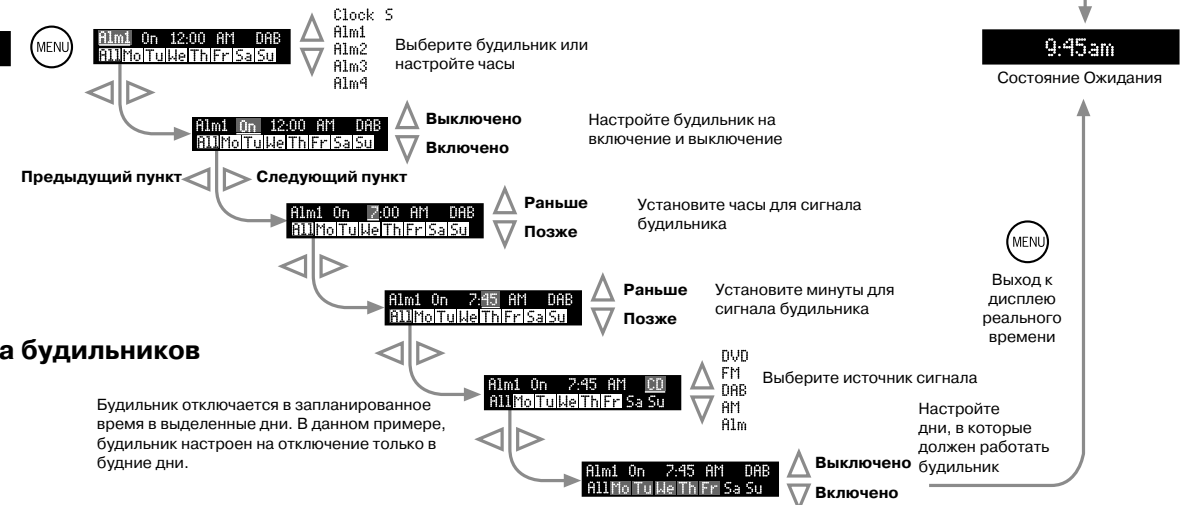 MENU
Alm1 On 12:00 AM DAB
All Mo Tu We Th Fr Sa Su
Clock S
Alm1
Alm2
Alm3
Alm4
Выберите будильник или
настройте часы
9:45am
Состояние Ожидания
Alm1 On 12:00 AM DAB
All Mo Tu We Th Fr Sa Su
Выключено
Включено
Настройте будильник на
включение и выключение
Предыдущий пункт
Следующий пункт
Alm1 On 7:00 AM DAB
All Mo Tu We Th Fr Sa Su
Раньше
Позже
Установите часы для сигнала
будильника
MENU
Выход к
дисплею
реального
времени
Alm1 On 7:45 AM DAB
All Mo Tu We Th Fr Sa Su
Раньше
Позже
Установите минуты для
сигнала будильника
а будильников
Alm1 On 7:45 AM CD
All Mo Tu We Th Fr Sa Su
DVD
FM
DAB
AM
Alm
Выберите источник сигнала
Будильник отключается в запланированное
время в выделенные дни. В данном примере,
будильник настроен на отключение только в
будние дни.
Alm1 On 7:45 AM DAB
All Mo Tu We Th Fr Sa Su
Выключено
Включено
Настройте
дни, в которые
должен работать
будильник